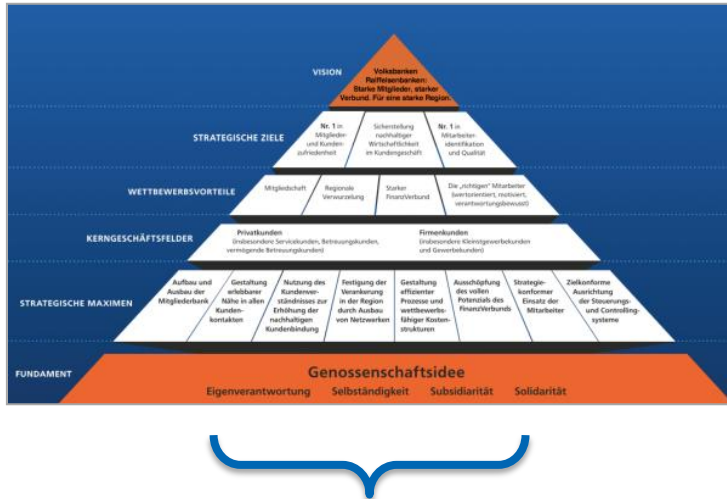 VISION
Volksbanken
Raiffeisenbanken:
Starke Mitglieder, starker
Verbund. Für eine starke Region.
STRATEGISCHE ZIELE
Nr. 1 in
Mitglieder-
und Kunden-
zufriedenheit
Sicherstellung
nachhaltiger
Wirtschaftlichkeit
im Kundengeschäft
Nr. 1 in
Mitarbeiter-
identifikation
und Qualität
WETTBEWERBSVORTEILE
Mitgliedschaft
Regionale
Verwurzelung
Starker
FinanzVerbund
Die „richtigen“ Mitarbeiter
(wertorientiert, motiviert,
verantwortungsbewusst)
KERNGESCHÄFTSFELDER
Privatkunden
(insbesondere Servicekunden, Betreuungskunden,
vermögende Betreuungskunden)
Firmenkunden
(insbesondere Kleinstgewerbekunden
und Gewerbekunden)
STRATEGISCHE MAXIMEN
Aufbau und
Ausbau der
Mitgliederbank
Gestaltung
erlebbarer
Nähe in allen
Kunden-
kontakten
Nutzung des
Kundenver-
ständnisses zur
Erhöhung der
nachhaltigen
Kundenbindung
Festigung der
Verankerung
in der Region
durch Ausbau
von Netzwerken
Gestaltung
effizienter
Prozesse und
wettbewerbs-
fähiger Kosten-
strukturen
Ausschöpfung
des vollen
Potenzials des
FinanzVerbunds
Strategie-
konformer
Einsatz der
Mitarbeiter
Zielkonforme
Ausrichtung
der Steuerungs-
und Controlling-
systeme
FUNDAMENT
Genossenschaftsidee
Eigenverantwortung Selbständigkeit Subsidiarität Solidarität